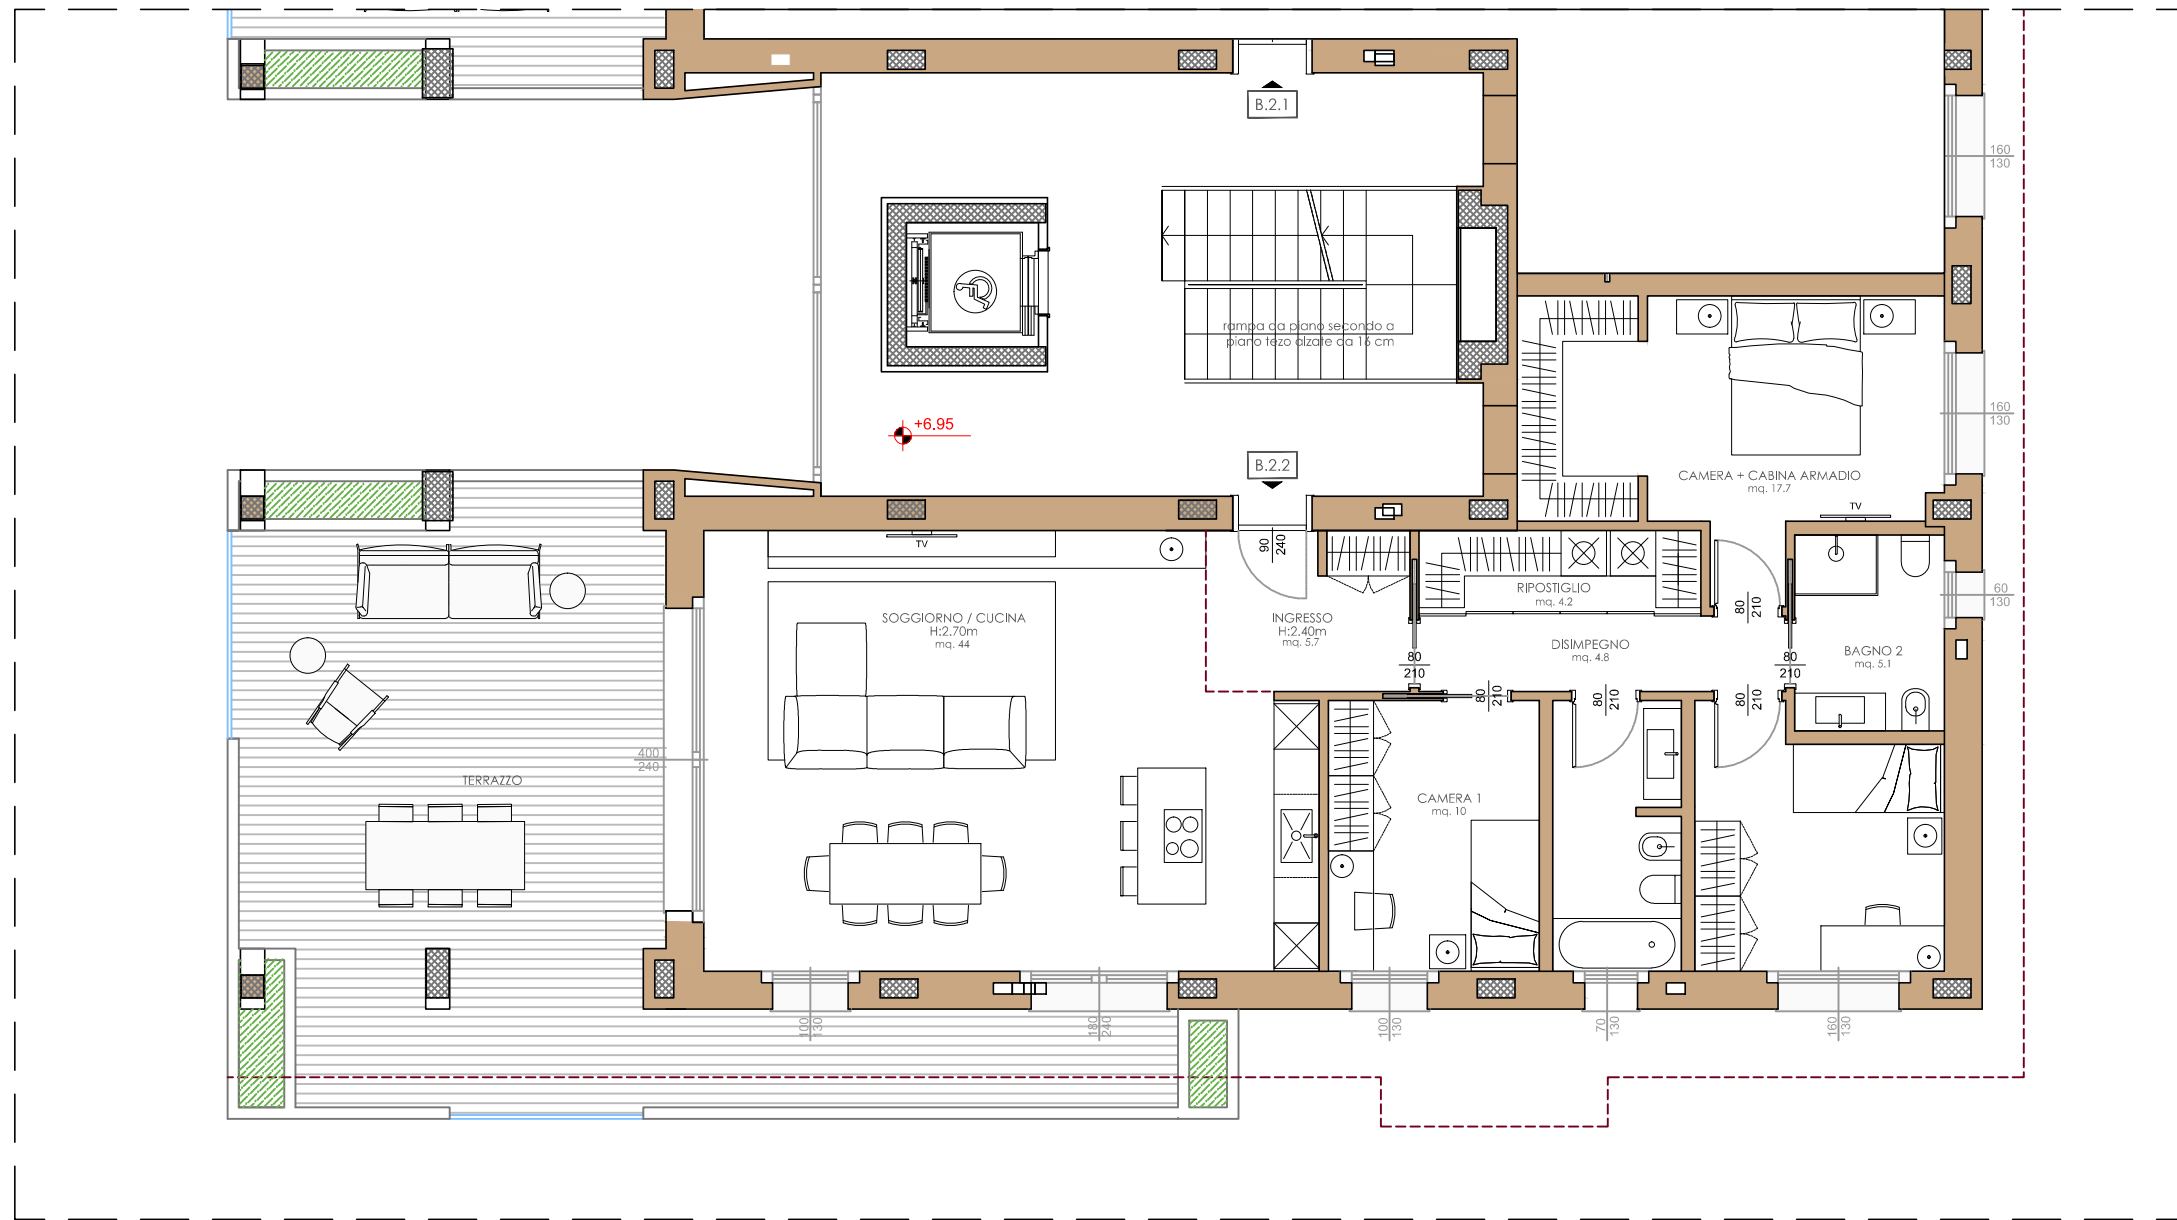 B.2.1
160
130
rampa da piano secondo a
piano tezo alzate da 16 cm
+6.95
160
130
B.2.2
CAMERA + CABINA ARMADIO
mq. 17.7
TV
TV
90
240
RIPOSTIGLIO
mq. 4.2
60
130
80
210
SOGGIORNO / CUCINA
H:2.70m
mq. 44
INGRESSO
H:2.40m
mq. 5.7
DISIMPEGNO
mq. 4.8
BAGNO 2
mq. 5.1
80
210
80
210
80
210
80
210
80
210
400
240
TERRAZZO
CAMERA 1
mq. 10
100
130
180
240
100
130
70
130
160
130